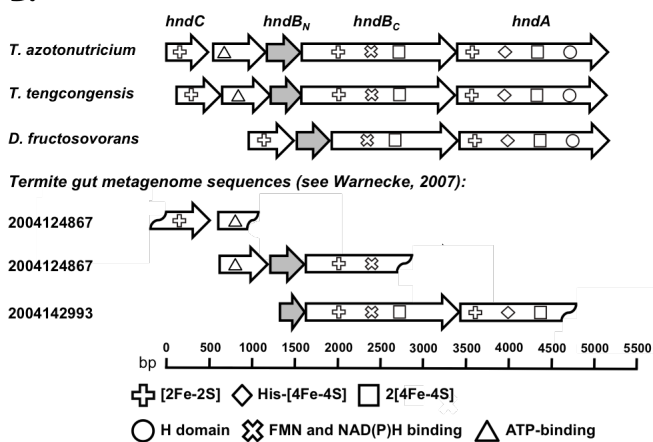 hndC hndB_N hndB_C hndA
T. azotonutricium
T. tengcongensis
D. fructosovorans
Termite gut metagenome sequences (see Warnecke, 2007):
2004124867
2004124867
2004142993
bp 0 500 1000 1500 2000 2500 3000 3500 4000 4500 5000 5500
[2Fe-2S] His-[4Fe-4S] 2[4Fe-4S]
H domain FMN and NAD(P)H binding ATP-binding